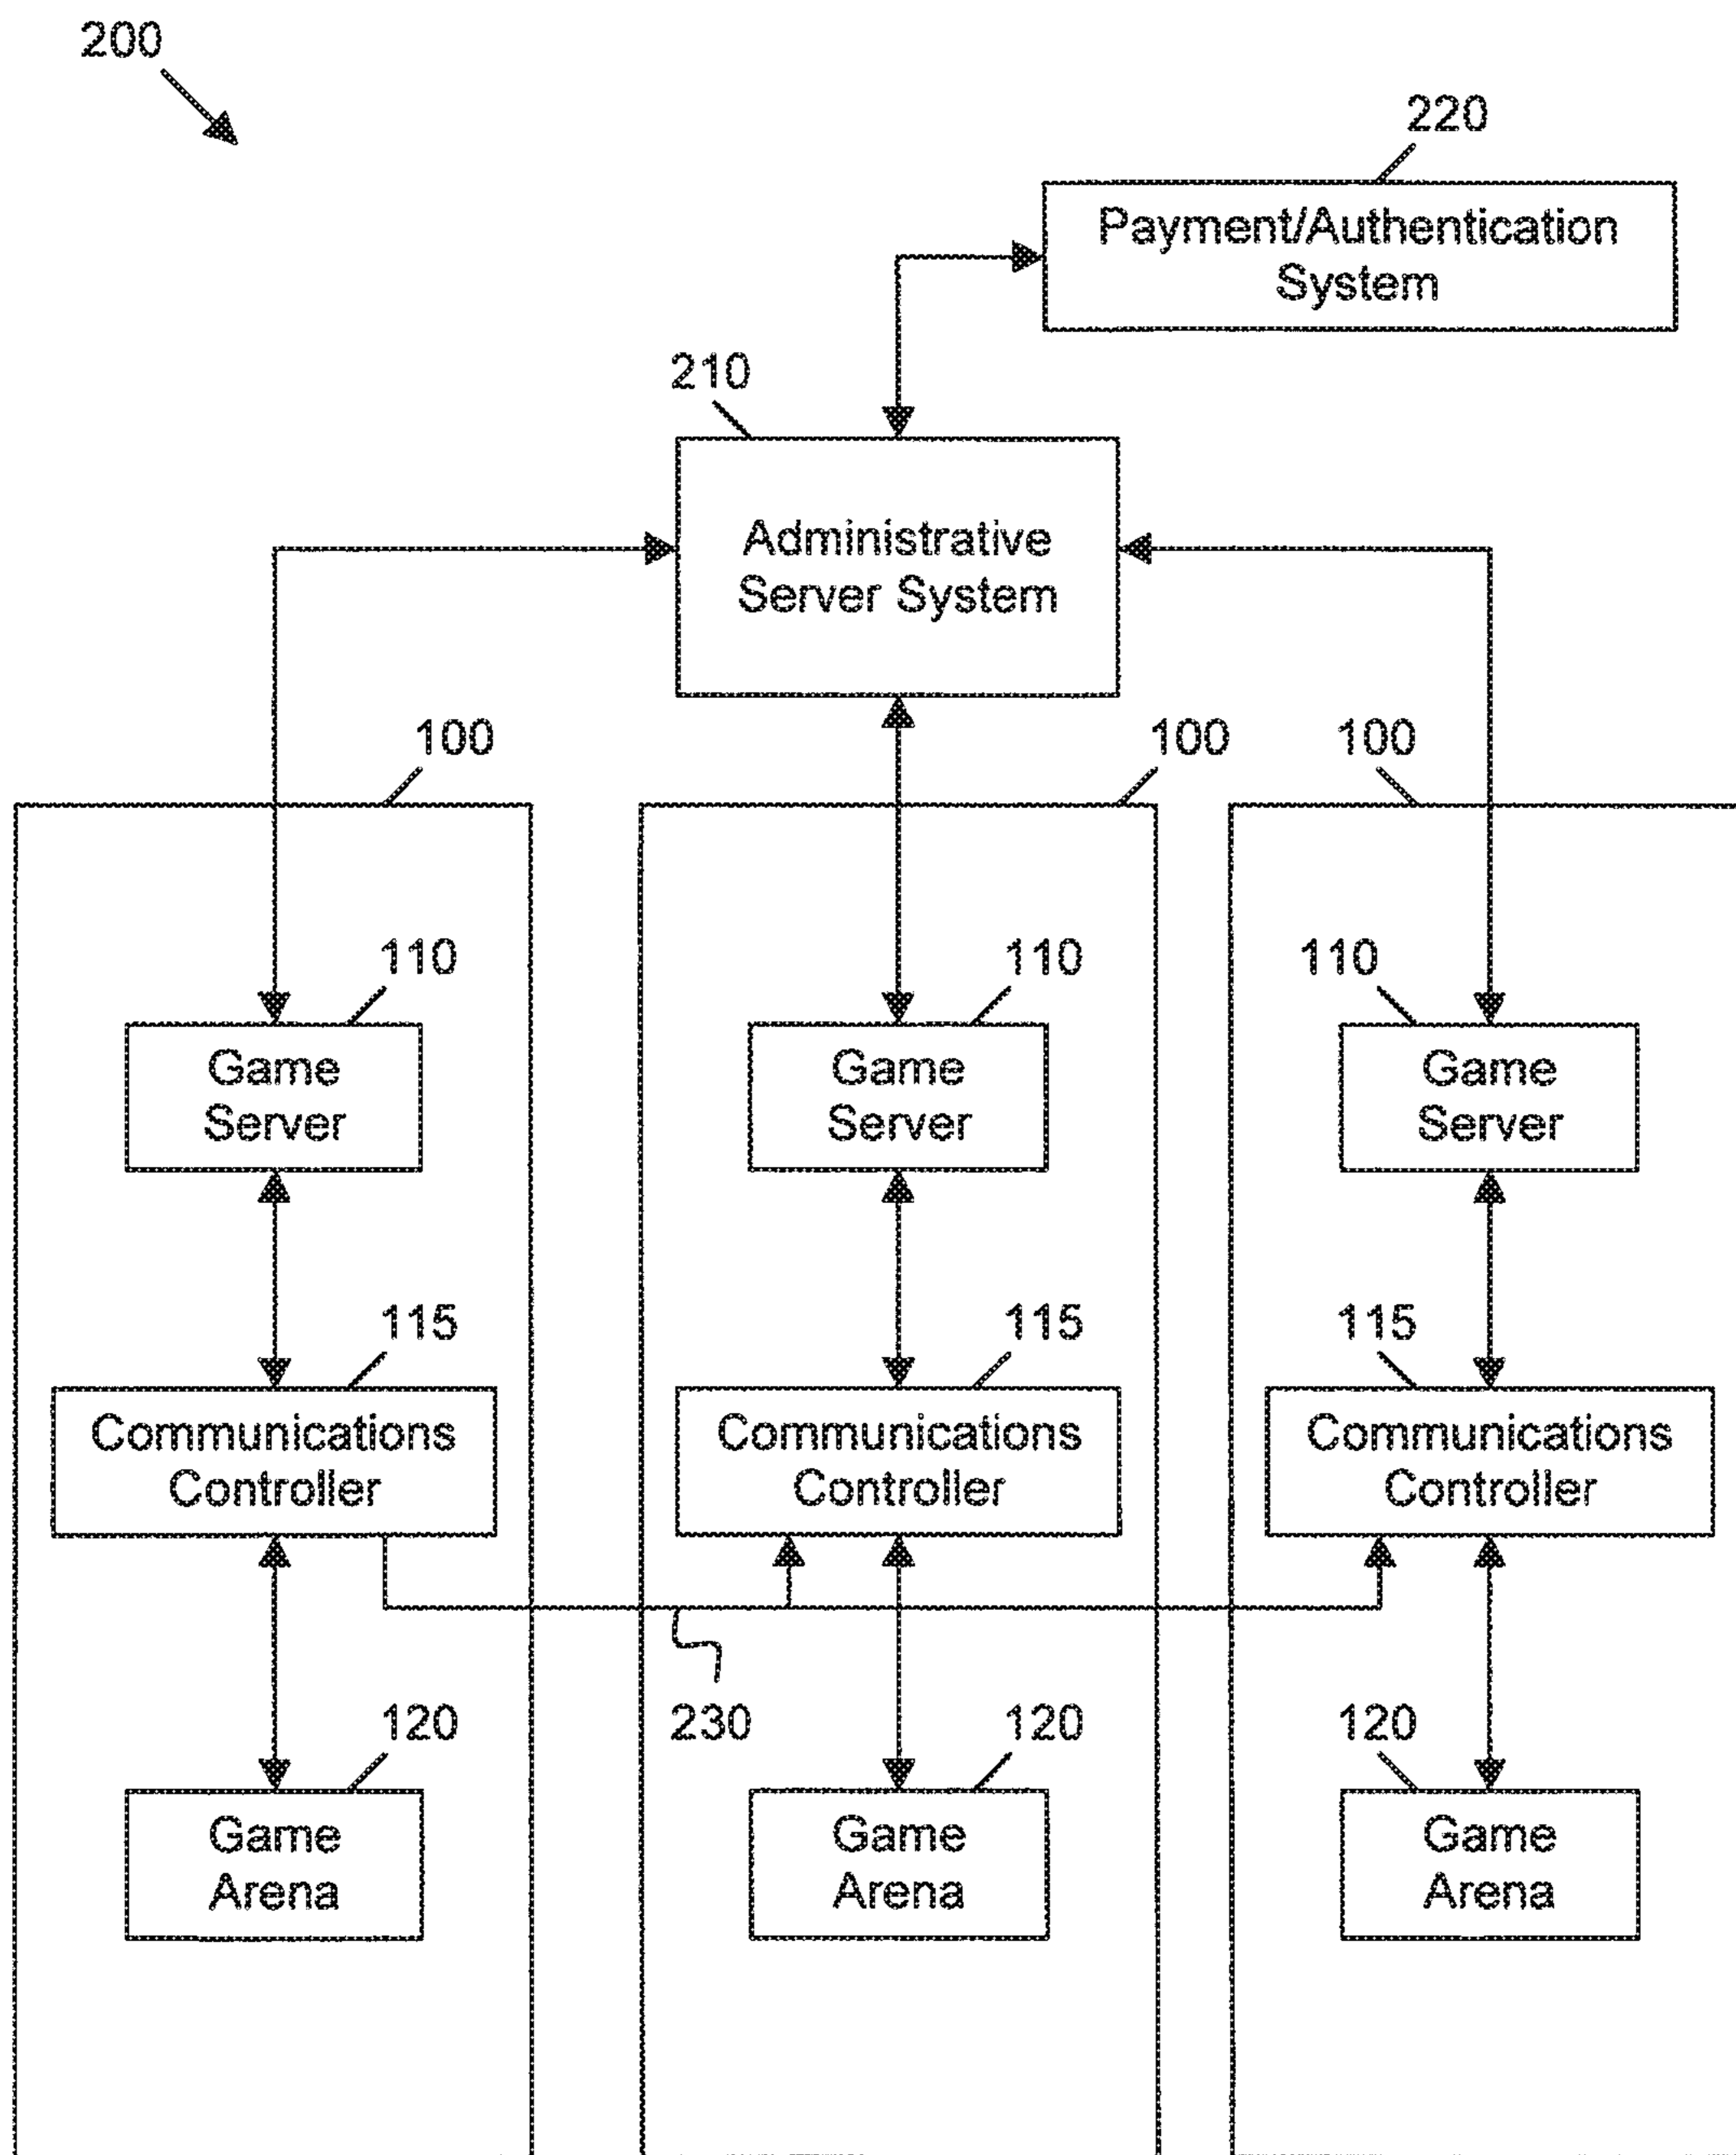 200
220
Payment/Authentication
System
210
Administrative
Server System
100
100
100
110
110
110
Game
Server
Game
Server
Game
Server
115
115
115
Communications
Controller
Communications
Controller
Communications
Controller
230
120
120
120
Game
Arena
Game
Arena
Game
Arena